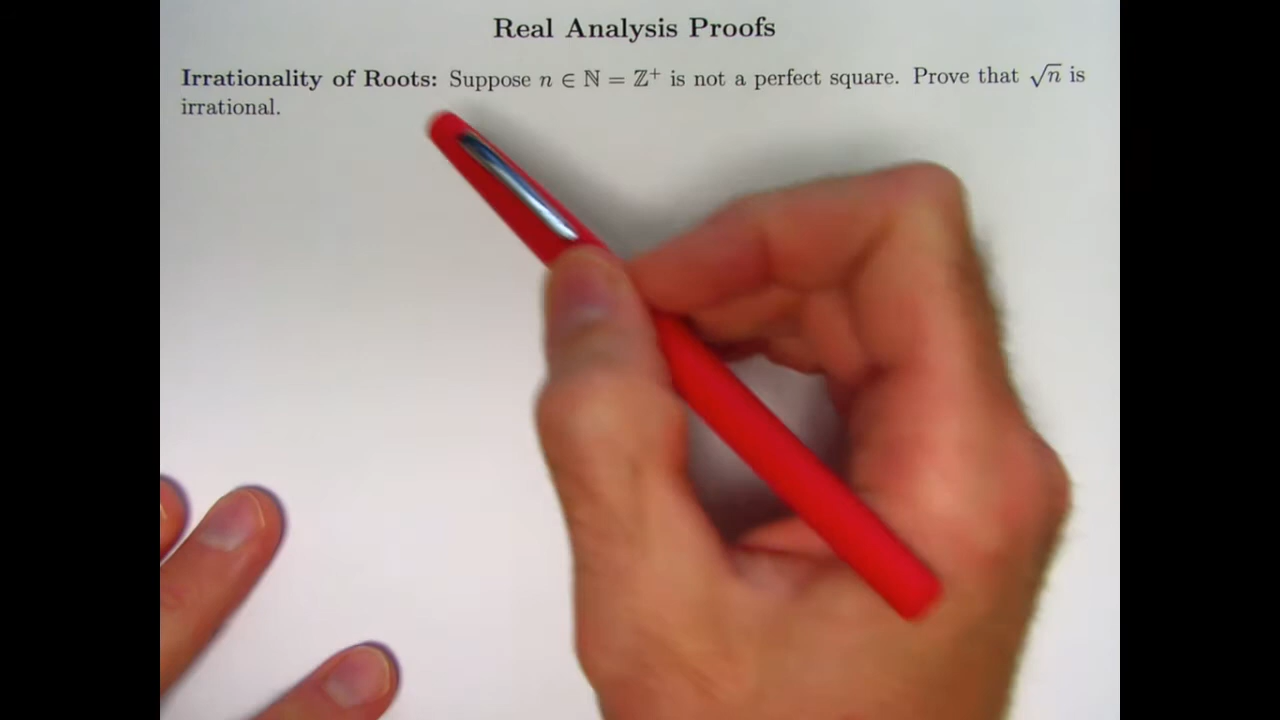 Real Analysis Proofs
Irrationality of Roots: Suppose n ∈ ℕ = ℤ⁺ is not a perfect square. Prove that √n is
irrational.